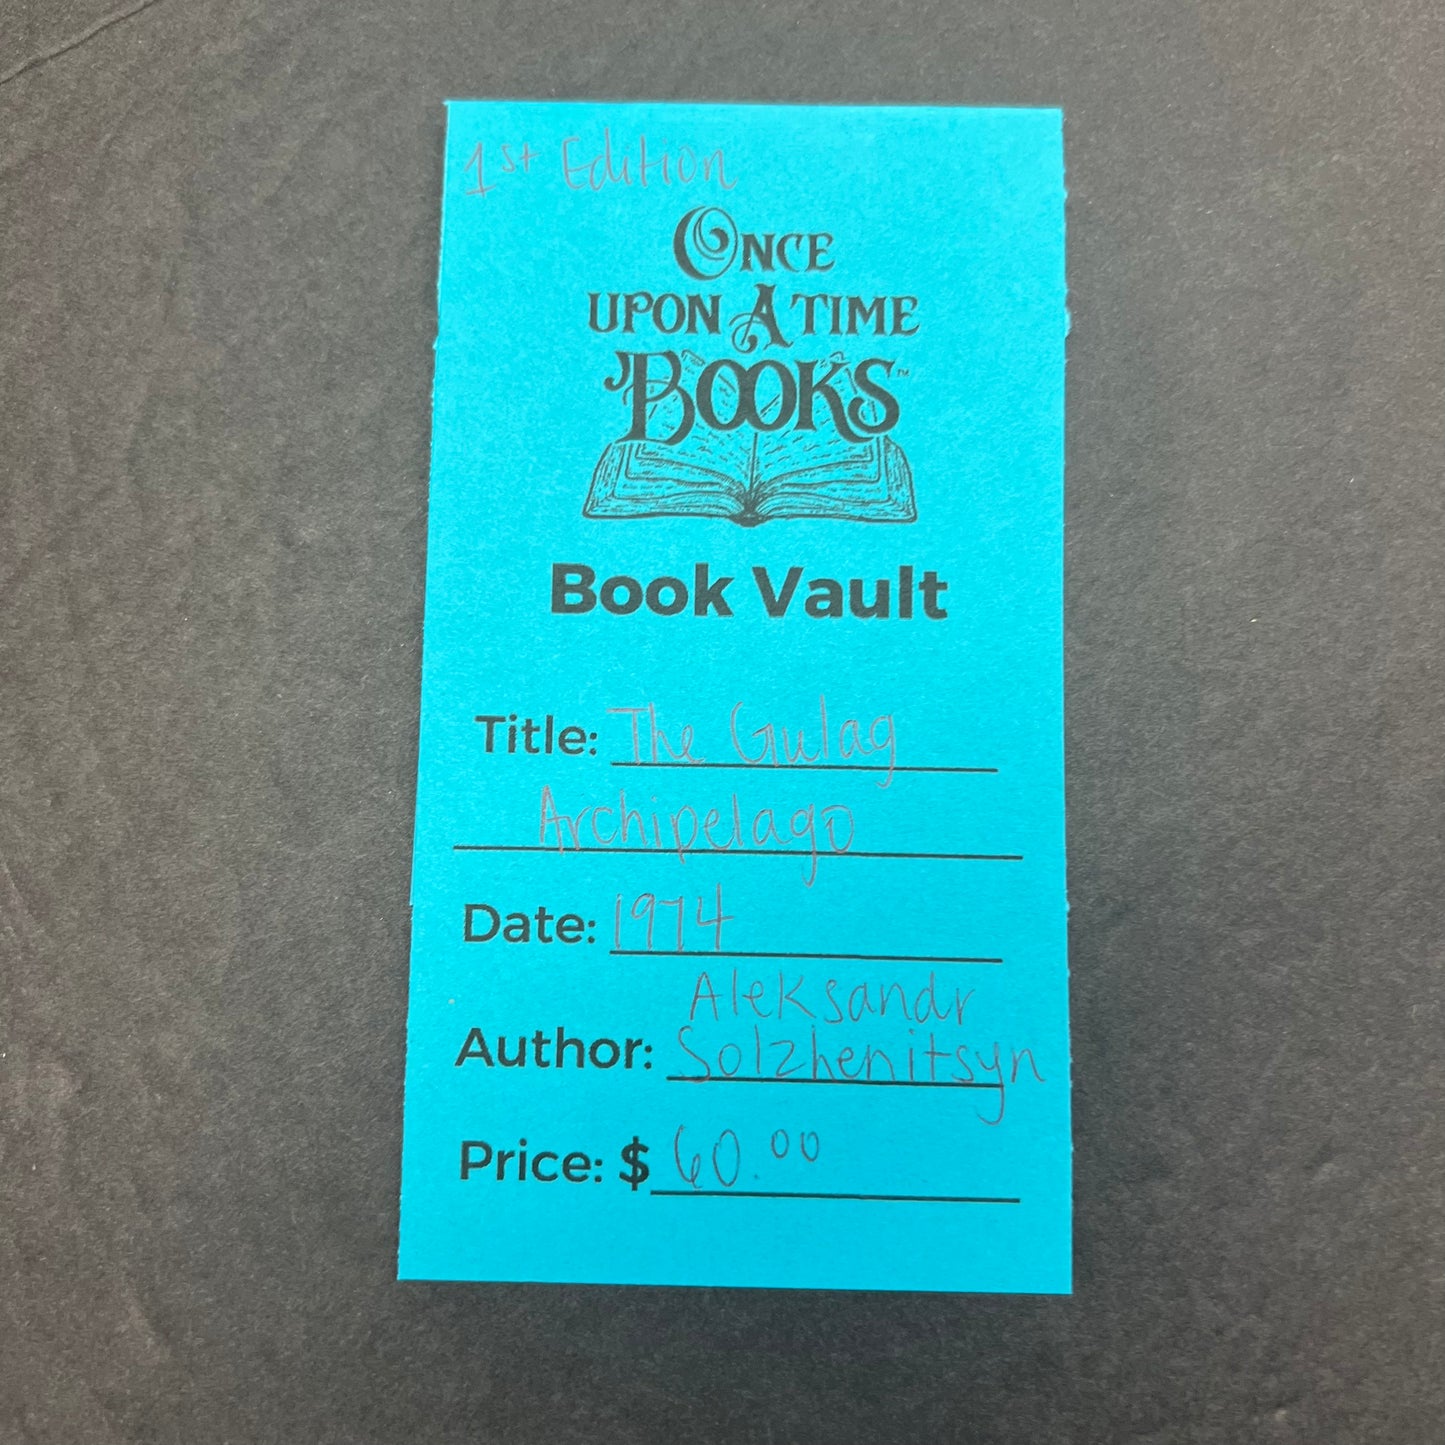 1st Edition
ONCE
UPON A TIME
BOOKS™
Book Vault
Title: The Gulag
Archipelago
Date: 1974
Aleksandr
Author: Solzhenitsyn
Price: $ 60.00